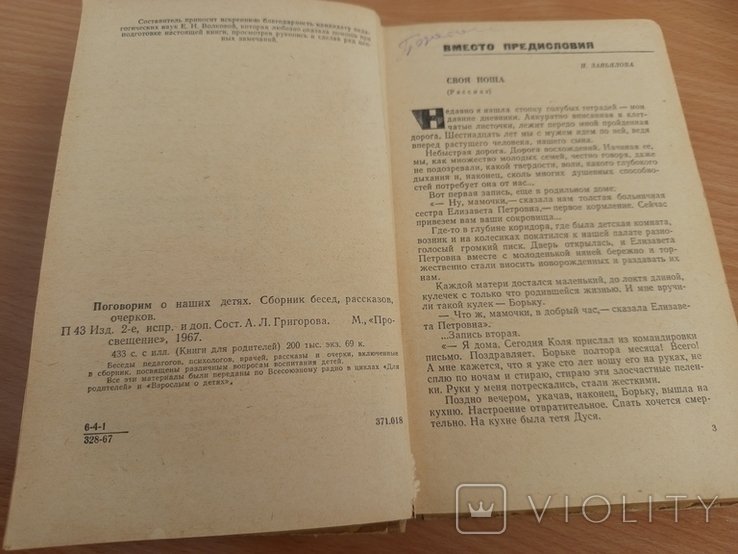 Составитель приносит искреннюю благодарность кандидату педа-
гогических наук Е. И. Волковой, которая любезно оказала помощь при
подготовке настоящей книги, просмотрев рукопись и сделав ряд цен-
ных замечаний.
Поговорим о наших детях. Сборник бесед, рассказов,
очерков.
П 43 Изд. 2-е, испр. и доп. Сост. А. Л. Григорова. М., «Про-
свещение», 1967.
433 с. с илл. (Книги для родителей) 200 тыс. экз. 69 к.
Беседы педагогов, психологов, врачей, рассказы и очерки, включенные
в сборник, посвящены различным вопросам воспитания детей.
Все эти материалы были переданы по Всесоюзному радио в циклах «Для
родителей» и «Взрослым о детях».
6-4-1
328-67
371.018
ВМЕСТО ПРЕДИСЛОВИЯ
Н. ЗАВЬЯЛОВА
СВОЯ НОША
(Рассказ)
Недавно я нашла стопку голубых тетрадей — мои
давние дневники. Аккуратно вписанная в клет-
чатые листочки, лежит передо мной пройденная
дорога. Шестнадцать лет мы с мужем идем по ней, ведя
вперед растущего человека, нашего сына.
Небыстрая дорога. Дорога восхождений. Начиная ее,
мы, как множество молодых семей, честно говоря, даже
не подозревали, какой твердости, воли, какого глубокого
дыхания и, наконец, сколь многих душевных способно-
стей потребует она от нас...
Вот первая запись, еще в родильном доме:
«— Ну, мамочки,— сказала нам толстая больничная
сестра Елизавета Петровна,— первое кормление. Сейчас
привезем вам ваши сокровища...
Где-то в глубине коридора, где была детская комната,
возник и на колесиках покатился к нашей палате разно-
голосый громкий писк. Дверь открылась, и Елизавета
Петровна вместе с молоденькой няней бережно и тор-
жественно стали вносить новорожденных и раздавать их
нам.
Каждой матери достался маленький, до локтя длиной,
кулечек с только что родившейся жизнью. И мне вручи-
ли такой кулек — Борьку.
— Что ж, мамочки, в добрый час,— сказала Елизаве-
та Петровна».
...Запись вторая.
«— Я дома. Сегодня Коля прислал из командировки
письмо. Поздравляет. Борьке полтора месяца! Всего!
А мне кажется, что я уже сто лет ношу его на руках, не
сплю по ночам и стираю, стираю эти злосчастные пелен-
ки. Руки у меня потрескались, стали жесткими.
Поздно вечером, укачав, наконец, Борьку, вышла на
кухню. Настроение отвратительное. Спать хочется смер-
тельно. На кухне была тетя Дуся.
3
VIOLITY